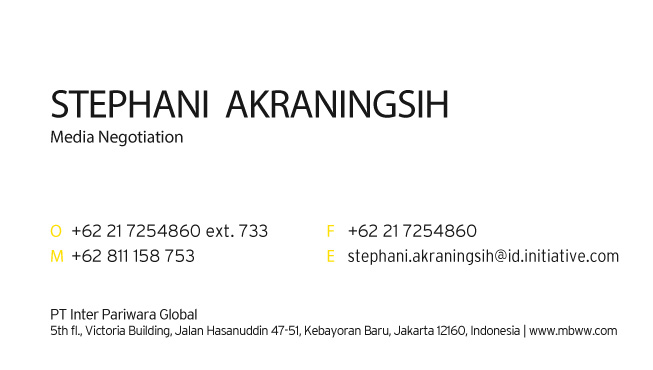 STEPHANI AKRANINGSIH
Media Negotiation
O +62 21 7254860 ext. 733
F +62 21 7254860
M +62 811 158 753
E stephani.akraningsih@id.initiative.com
PT Inter Pariwara Global
5th fl., Victoria Building, Jalan Hasanuddin 47-51, Kebayoran Baru, Jakarta 12160, Indonesia | www.mbww.com